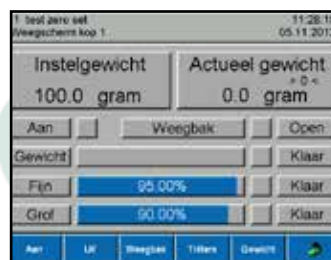 1 test zero set 11:28:15
Weegscherm kop 1 05.11.201
Instelgewicht Actueel gewicht
> 0 <
100.0 gram 0.0 gram
Aan Weegbak Open
Gewicht Klaar
Fijn 95.00% Klaar
Grof 90.00% Klaar
Aan Uit Weegbak Trillers Gewicht